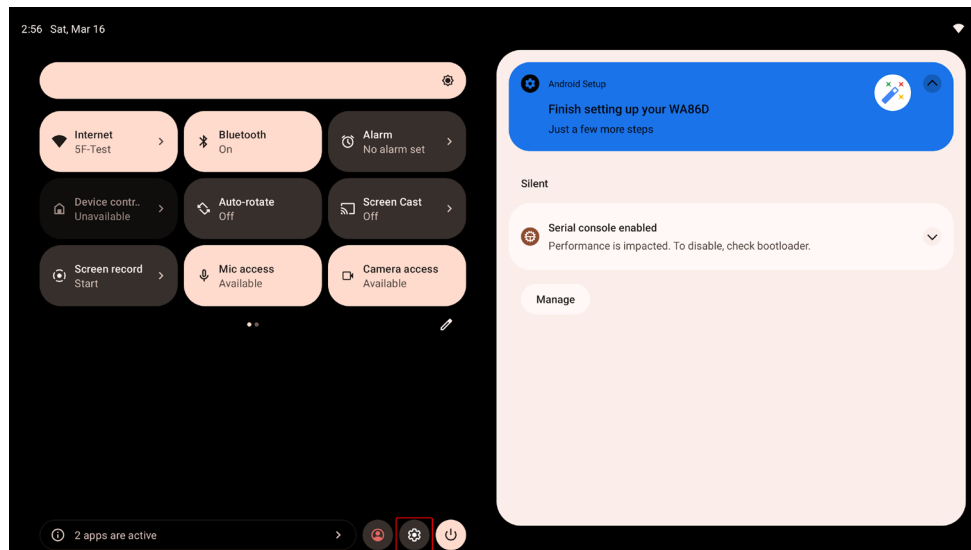 2:56 Sat, Mar 16
Internet
5F-Test
Bluetooth
On
Alarm
No alarm set
Device contr..
Unavailable
Auto-rotate
Off
Screen Cast
Off
Screen record
Start
Mic access
Available
Camera access
Available
2 apps are active
Android Setup
Finish setting up your WA86D
Just a few more steps
Silent
Serial console enabled
Performance is impacted. To disable, check bootloader.
Manage